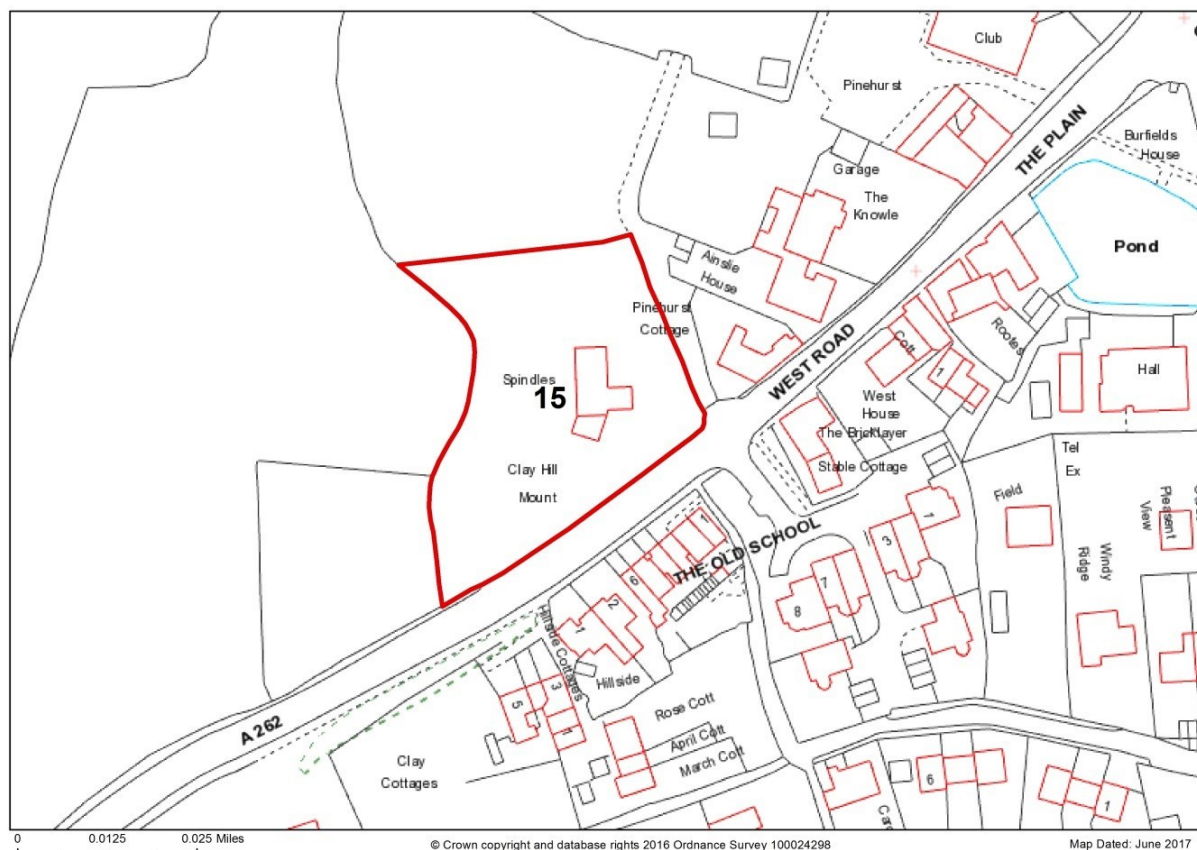 Club
Pinehurst
Garage
The
Knowle
THE PLAIN
Burfields
House
Pond
Ainslie
House
Pinehurst
Cottage
WEST ROAD
Cott
Rootes
1
Hall
Spindles
15
West
House
The Bricklayer
Stable Cottage
Tel
Ex
Clay Hill
Mount
Field
Pleasant
View
Windy
Ridge
THE OLD SCHOOL
1
6
1
3
7
8
2
1
Hillside Cottages
Hillside
3
5
1
Rose Cott
April Cott
March Cott
A 262
Clay
Cottages
6
1
0
0.0125
0.025 Miles
© Crown copyright and database rights 2016 Ordnance Survey 100024298
Map Dated: June 2017